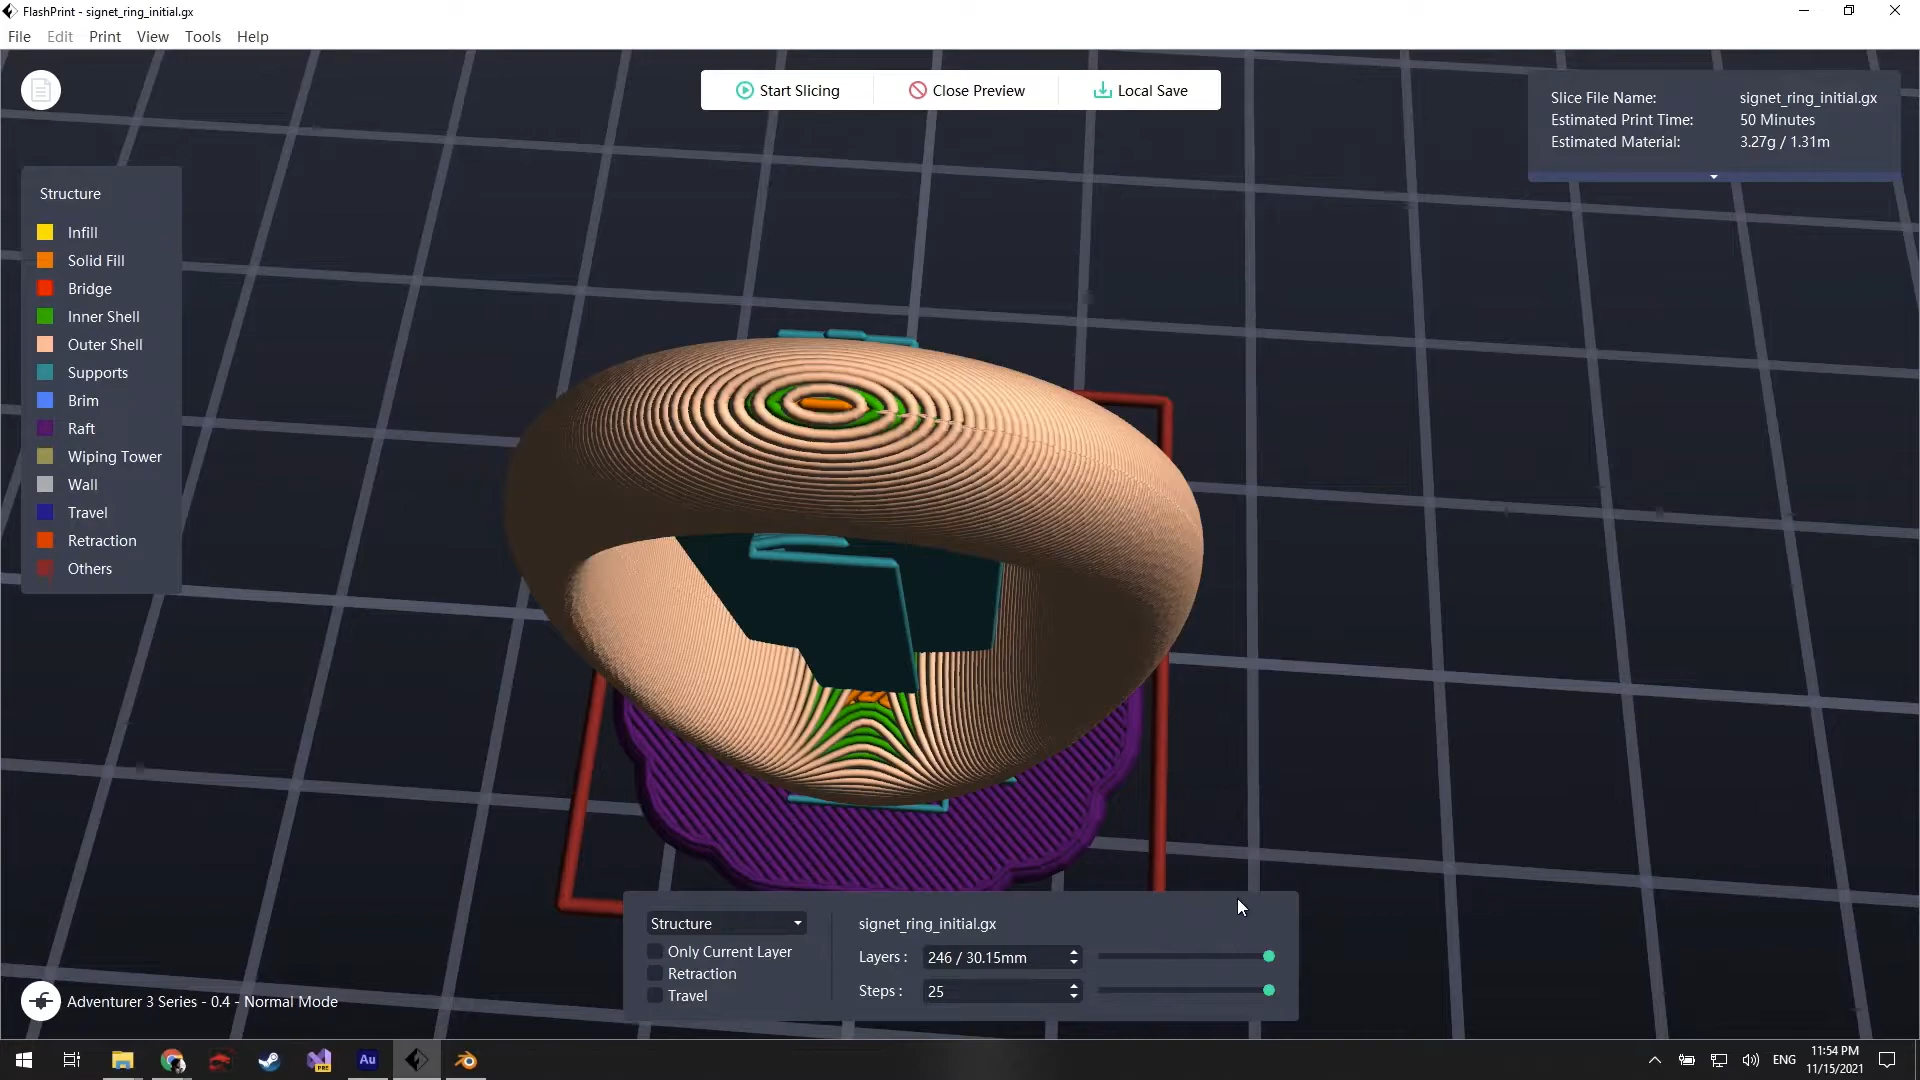 FlashPrint - signet_ring_initial.gx
File Edit Print View Tools Help
Start Slicing Close Preview Local Save
Slice File Name: signet_ring_initial.gx
Estimated Print Time: 50 Minutes
Estimated Material: 3.27g / 1.31m
Structure
Infill
Solid Fill
Bridge
Inner Shell
Outer Shell
Supports
Brim
Raft
Wiping Tower
Wall
Travel
Retraction
Others
Structure
Only Current Layer
Retraction
Travel
signet_ring_initial.gx
Layers : 246 / 30.15mm
Steps : 25
Adventurer 3 Series - 0.4 - Normal Mode
PRE
Au
ENG
11:54 PM
11/15/2021